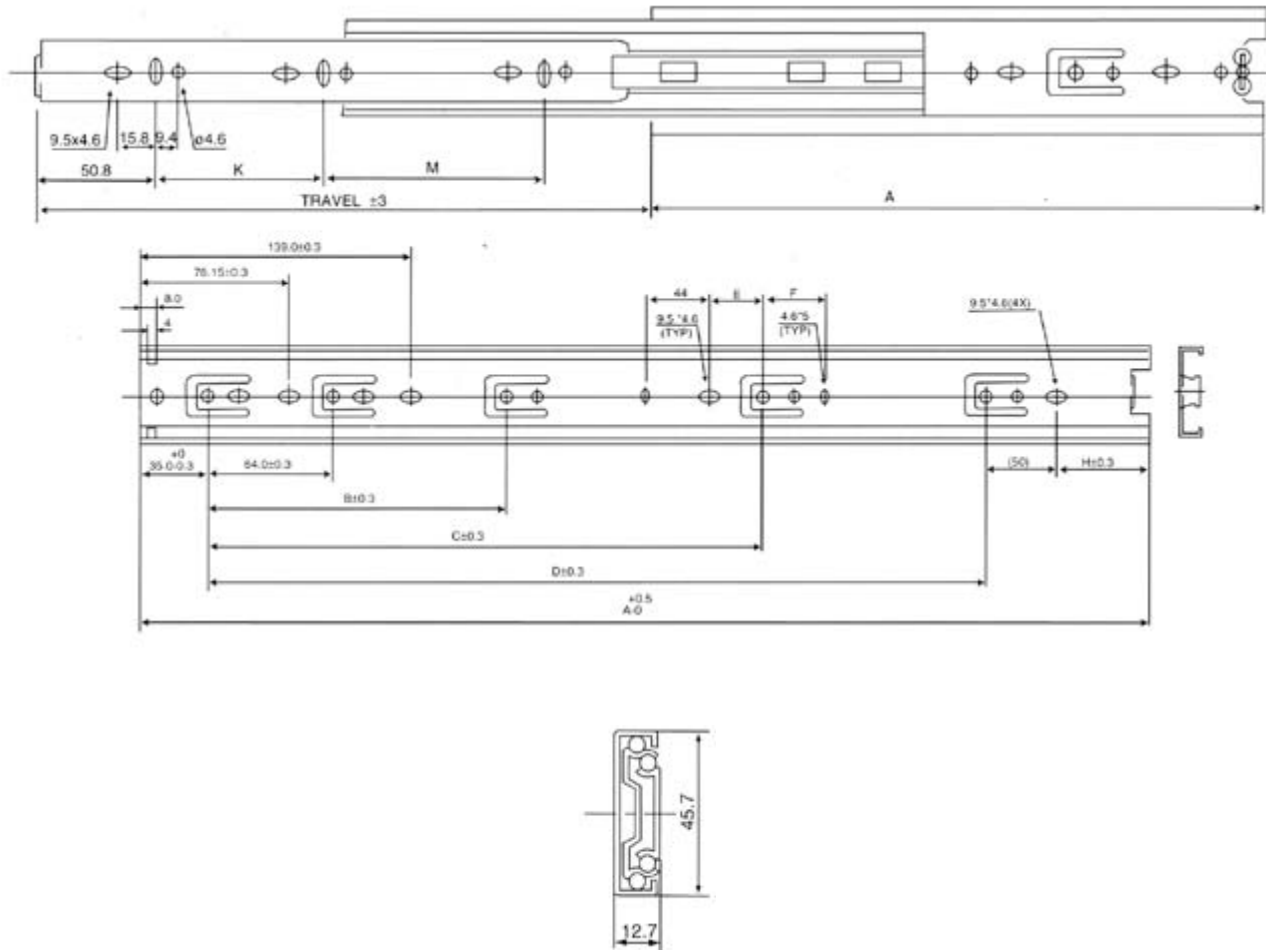 9.5x4.6 15.8 9.4 ø4.6
50.8 K M
TRAVEL ±3 A
139.0±0.3
76.15±0.3
8.0 44 E F 9.5*4.6(4X)
4 9.5*4.6 4.6*5
(TYP) (TYP)
+0
35.0-0.3 64.0±0.3 (50) H±0.3
B±0.3
C±0.3
D±0.3
+0.5
A-0
45.7
12.7